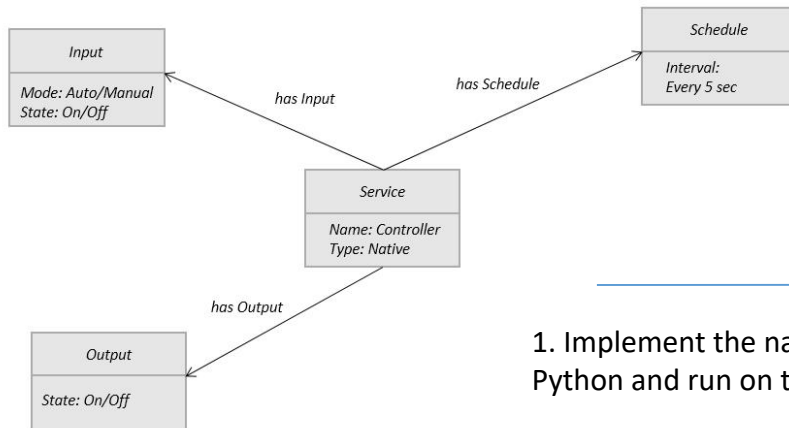 Input
Mode: Auto/Manual
State: On/Off
has Input
has Schedule
Schedule
Interval:
Every 5 sec
Service
Name: Controller
Type: Native
has Output
Output
State: On/Off
1. Implement the na
Python and run on t